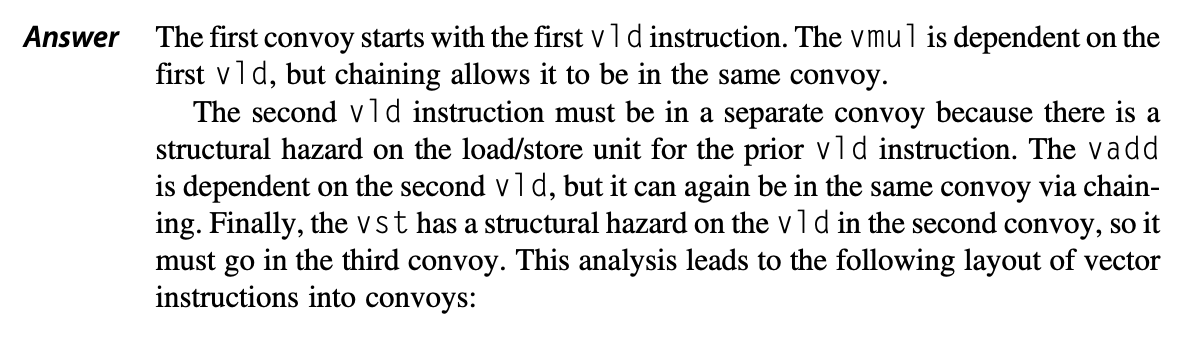 Answer The first convoy starts with the first vld instruction. The vmul is dependent on the
first vld, but chaining allows it to be in the same convoy.
The second vld instruction must be in a separate convoy because there is a
structural hazard on the load/store unit for the prior vld instruction. The vadd
is dependent on the second vld, but it can again be in the same convoy via chain-
ing. Finally, the vst has a structural hazard on the vld in the second convoy, so it
must go in the third convoy. This analysis leads to the following layout of vector
instructions into convoys: